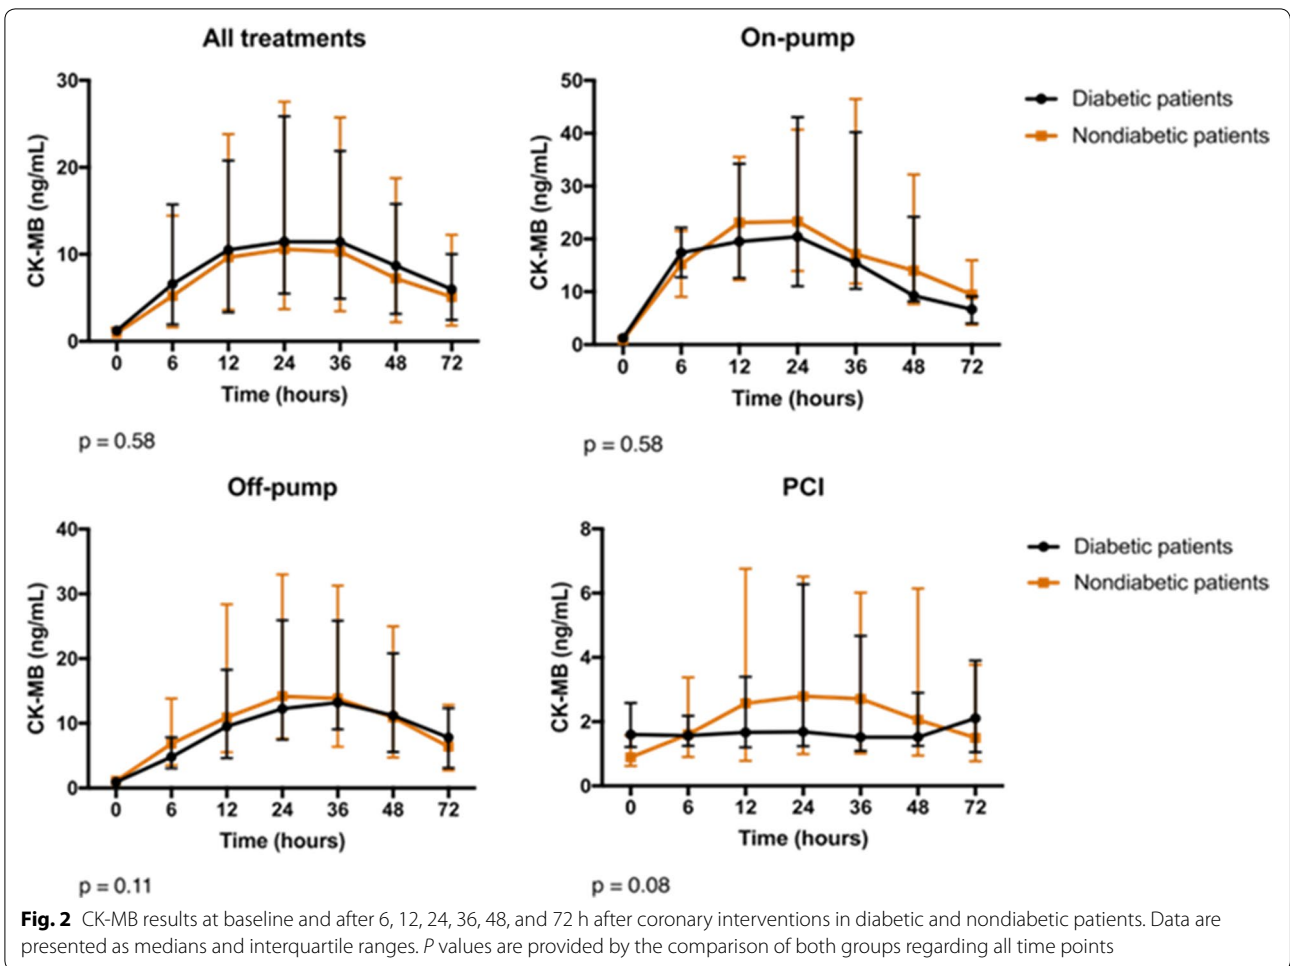 All treatments
30
20
10
0
CK-MB (ng/mL)
0 6 12 24 36 48 72
Time (hours)
p = 0.58
On-pump
50
40
30
20
10
0
CK-MB (ng/mL)
0 6 12 24 36 48 72
Time (hours)
p = 0.58
Diabetic patients
Nondiabetic patients
Off-pump
40
30
20
10
0
CK-MB (ng/mL)
0 6 12 24 36 48 72
Time (hours)
p = 0.11
PCI
8
6
4
2
0
CK-MB (ng/mL)
0 6 12 24 36 48 72
Time (hours)
p = 0.08
Diabetic patients
Nondiabetic patients
Fig. 2 CK-MB results at baseline and after 6, 12, 24, 36, 48, and 72 h after coronary interventions in diabetic and nondiabetic patients. Data are
presented as medians and interquartile ranges. P values are provided by the comparison of both groups regarding all time points